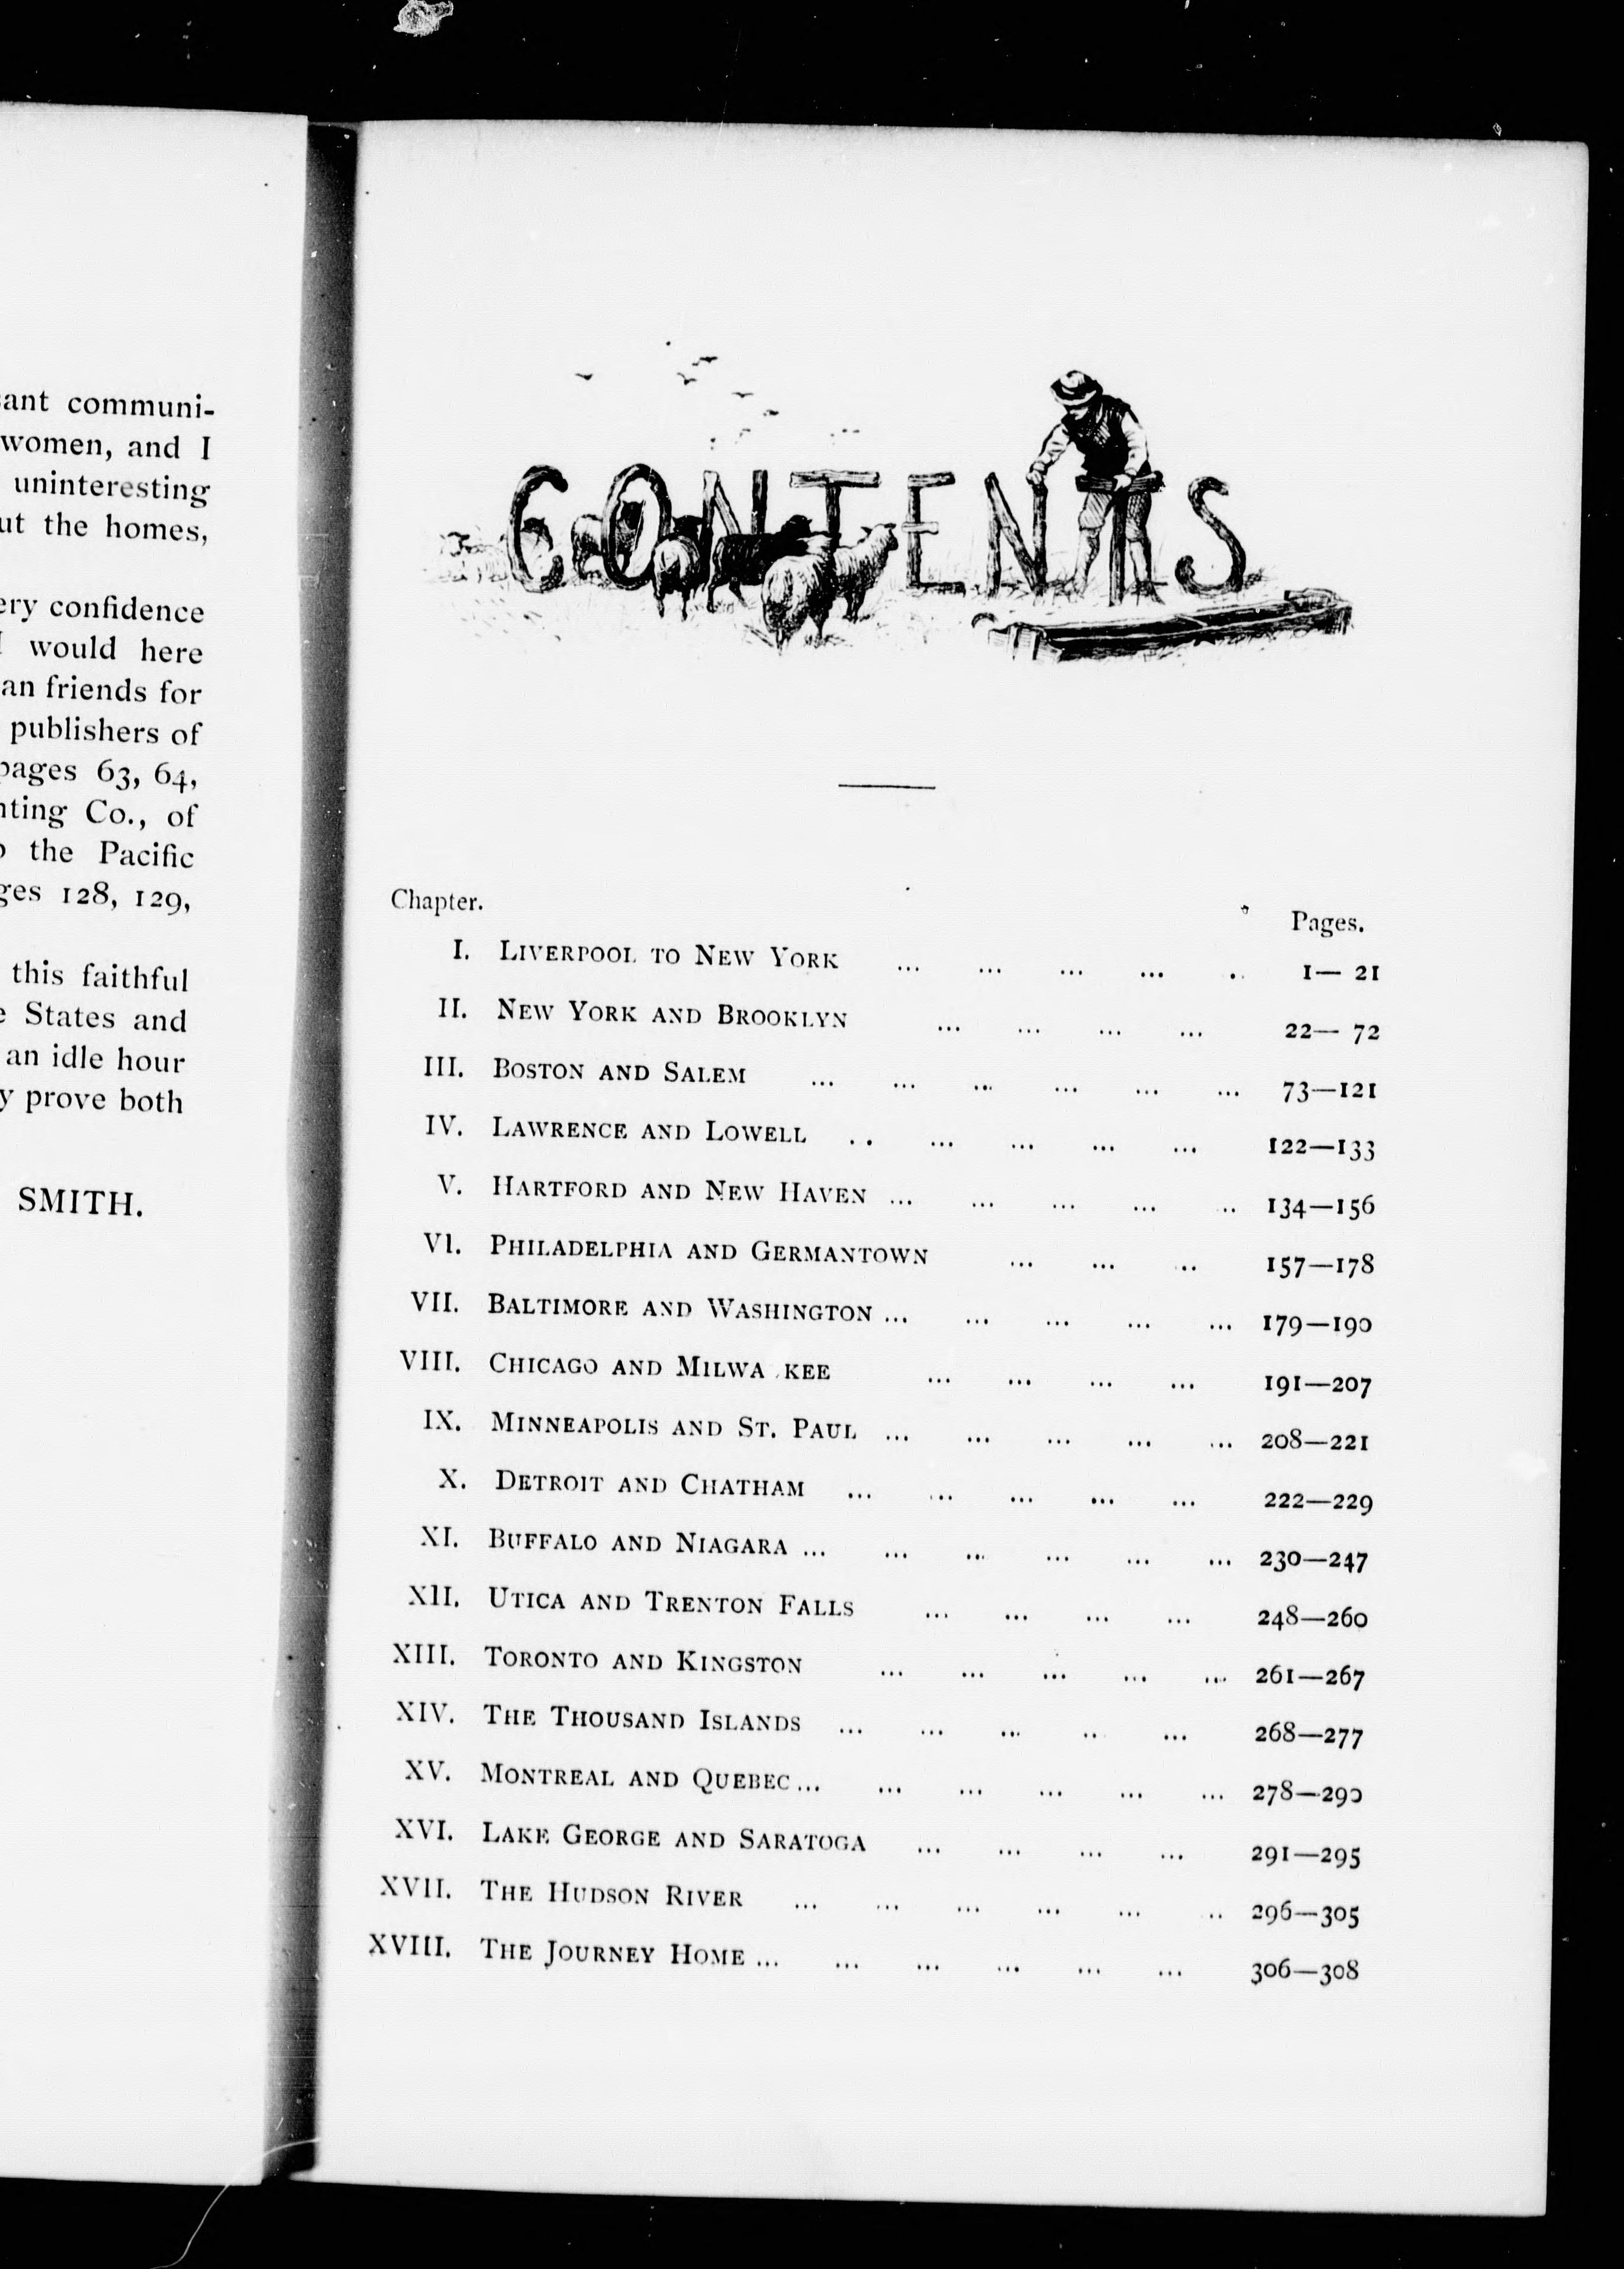 ant communi-
women, and I
uninteresting
ut the homes,
ery confidence
would here
an friends for
publishers of
pages 63, 64,
nting Co., of
the Pacific
ges 128, 129,
this faithful
States and
an idle hour
y prove both
SMITH.
CONTENTS
Chapter. Pages.
I. LIVERPOOL TO NEW YORK ... ... ... ... .. 1— 21
II. NEW YORK AND BROOKLYN ... ... ... ... 22— 72
III. BOSTON AND SALEM ... ... ... ... ... ... 73—121
IV. LAWRENCE AND LOWELL .. ... ... ... ... 122—133
V. HARTFORD AND NEW HAVEN ... ... ... ... .. 134—156
VI. PHILADELPHIA AND GERMANTOWN ... ... .. 157—178
VII. BALTIMORE AND WASHINGTON ... ... ... ... ... 179—190
VIII. CHICAGO AND MILWA KEE ... ... ... ... 191—207
IX. MINNEAPOLIS AND ST. PAUL ... ... ... ... ... 208—221
X. DETROIT AND CHATHAM ... ... ... ... ... 222—229
XI. BUFFALO AND NIAGARA ... ... ... ... ... ... 230—247
XII. UTICA AND TRENTON FALLS ... ... ... ... 248—260
XIII. TORONTO AND KINGSTON ... ... ... ... ... 261—267
XIV. THE THOUSAND ISLANDS ... ... ... .. ... 268—277
XV. MONTREAL AND QUEBEC ... ... ... ... ... ... 278—290
XVI. LAKE GEORGE AND SARATOGA ... ... ... ... 291—295
XVII. THE HUDSON RIVER ... ... ... ... ... .. 296—305
XVIII. THE JOURNEY HOME ... ... ... ... ... ... 306—308